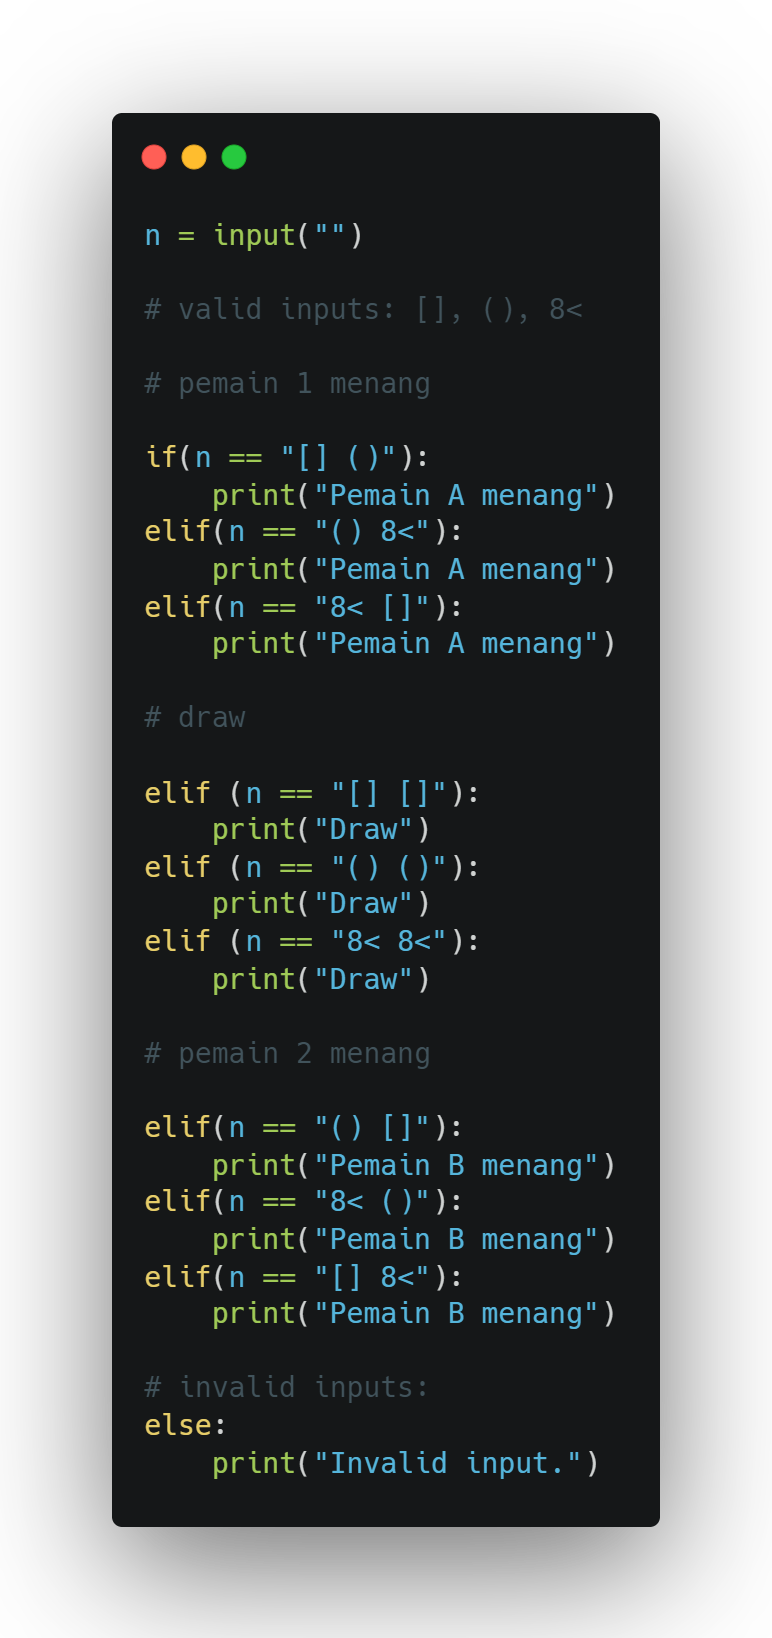 n = input("")
# valid inputs: [], (), 8<
# pemain 1 menang
if(n == "[] ()"):
    print("Pemain A menang")
elif(n == "() 8<"):
    print("Pemain A menang")
elif(n == "8< []"):
    print("Pemain A menang")
# draw
elif (n == "[] []"):
    print("Draw")
elif (n == "() ()"):
    print("Draw")
elif (n == "8< 8<"):
    print("Draw")
# pemain 2 menang
elif(n == "() []"):
    print("Pemain B menang")
elif(n == "8< ()"):
    print("Pemain B menang")
elif(n == "[] 8<"):
    print("Pemain B menang")
# invalid inputs:
else:
    print("Invalid input.")